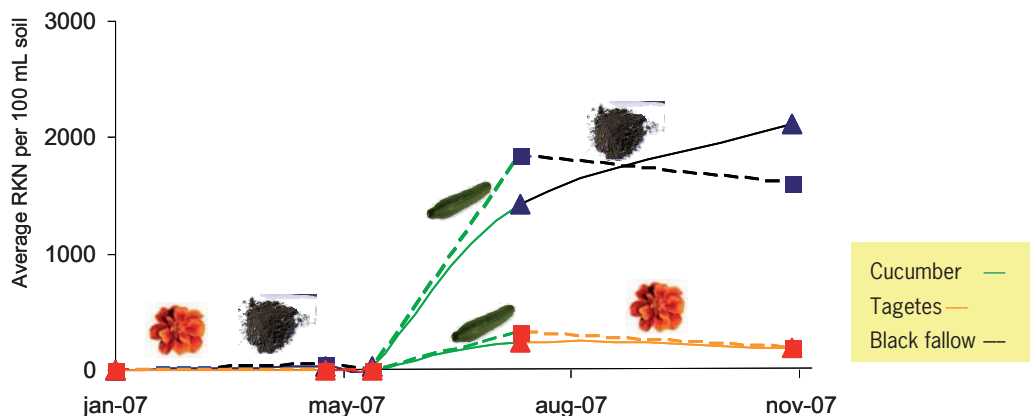 Average RKN per 100 mL soil
3000
2000
1000
0
jan-07
may-07
aug-07
nov-07
Cucumber
Tagetes
Black fallow